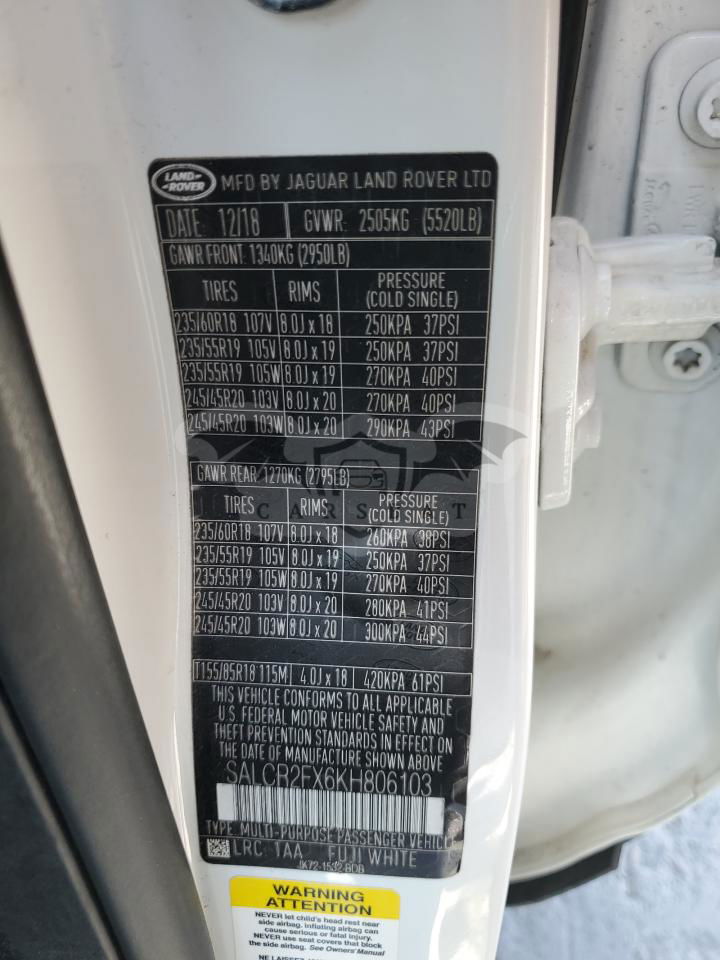 LAND-
ROVER
MFD BY JAGUAR LAND ROVER LTD
DATE: 12/18 GVWR: 2505KG (5520LB)
GAWR FRONT 1340KG (2950LB)
TIRES RIMS PRESSURE (COLD SINGLE)
235/60R18 107V 8.0J x 18 250KPA 37PSI
235/55R19 105V 8.0J x 19 250KPA 37PSI
235/55R19 105W 8.0J x 19 270KPA 40PSI
245/45R20 103V 8.0J x 20 270KPA 40PSI
245/45R20 103W 8.0J x 20 290KPA 43PSI
GAWR REAR 1270KG (2795LB)
TIRES RIMS PRESSURE (COLD SINGLE)
235/60R18 107V 8.0J x 18 260KPA 38PSI
235/55R19 105V 8.0J x 19 250KPA 37PSI
235/55R19 105W 8.0J x 19 270KPA 40PSI
245/45R20 103V 8.0J x 20 280KPA 41PSI
245/45R20 103W 8.0J x 20 300KPA 44PSI
T155/85R18 115M 4.0J x 18 420KPA 61PSI
THIS VEHICLE CONFORMS TO ALL APPLICABLE
U.S. FEDERAL MOTOR VEHICLE SAFETY AND
THEFT PREVENTION STANDARDS IN EFFECT ON
THE DATE OF MANUFACTURE SHOWN ABOVE.
SALCR2FX6KH806103
TYPE: MULTI-PURPOSE PASSENGER VEHICLE
LRC: 1AA FUJI WHITE
JK72-1532-BDB
WARNING
ATTENTION
NEVER let child's head rest near
side airbag. Inflating airbag can
cause serious or fatal injury.
NEVER use seat covers that block
the side airbag. See Owners' Manual